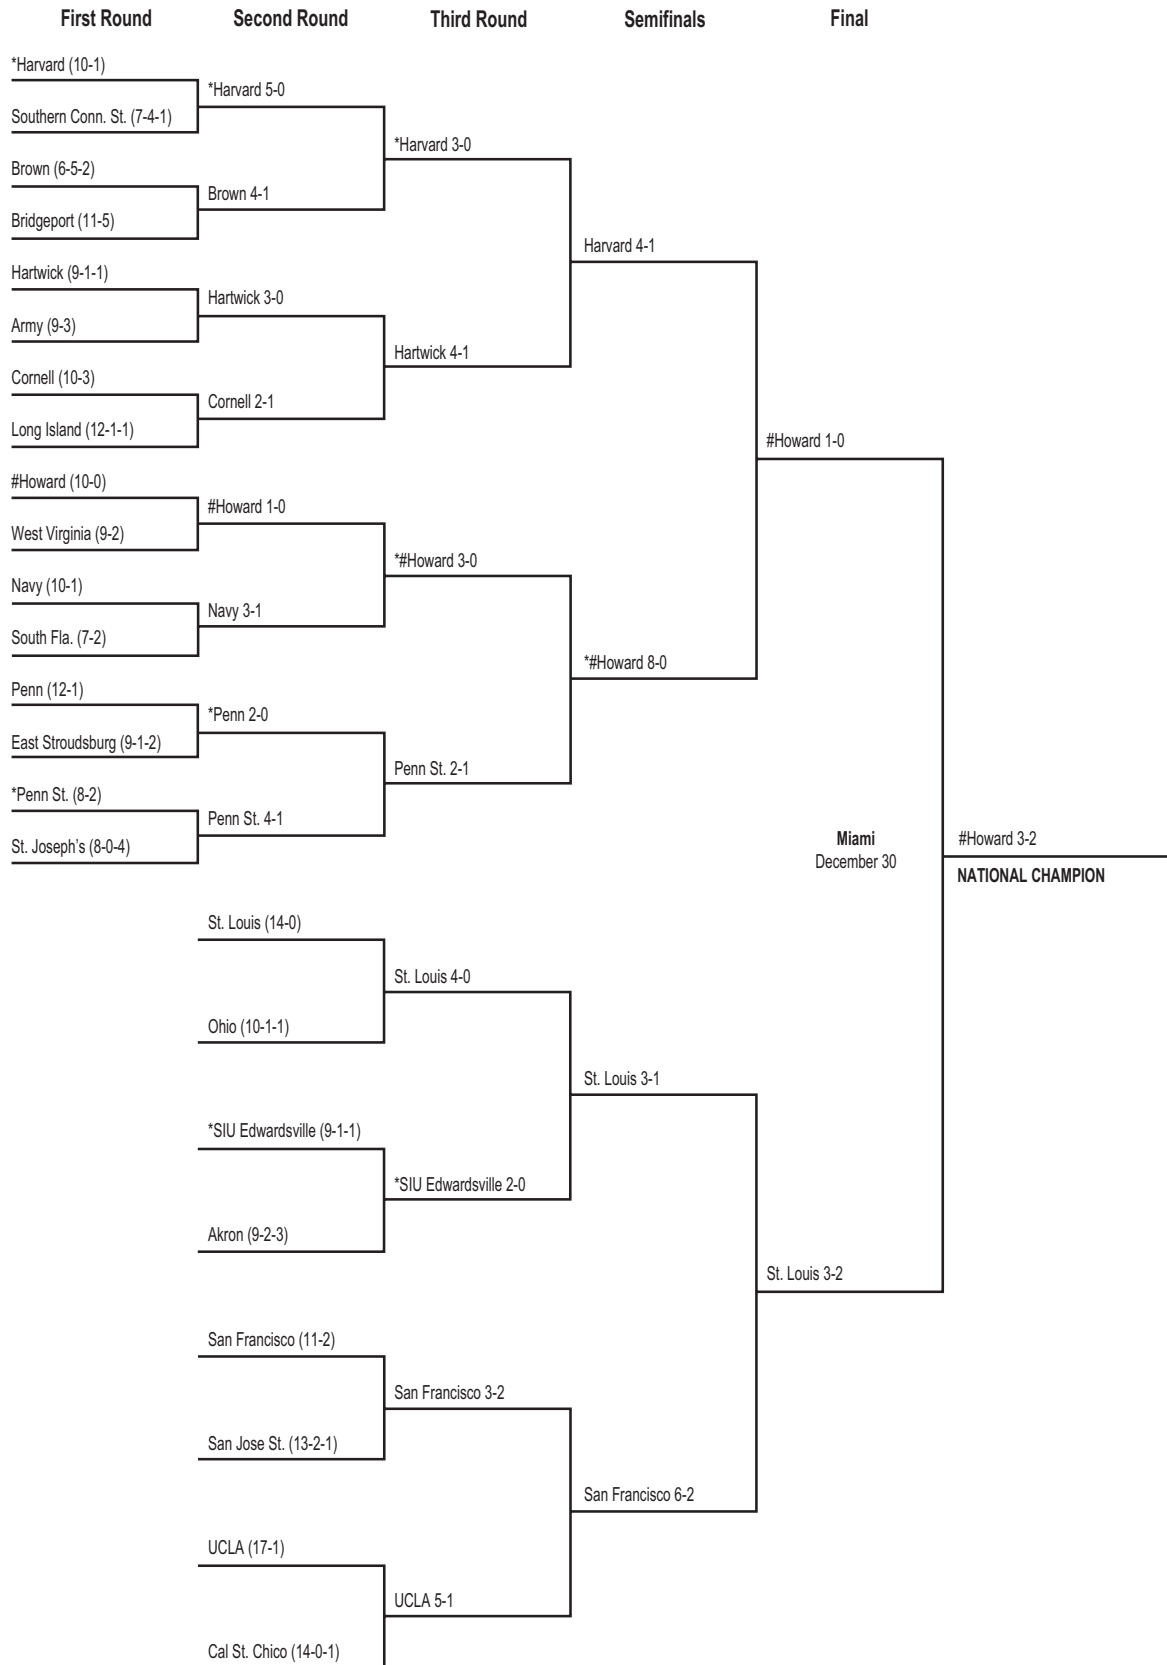 First Round Second Round Third Round Semifinals Final
*Harvard (10-1)
*Harvard 5-0
Southern Conn. St. (7-4-1)
*Harvard 3-0
Brown (6-5-2)
Brown 4-1
Bridgeport (11-5)
Harvard 4-1
Hartwick (9-1-1)
Hartwick 3-0
Army (9-3)
Hartwick 4-1
Cornell (10-3)
Cornell 2-1
Long Island (12-1-1)
#Howard 1-0
#Howard (10-0)
#Howard 1-0
West Virginia (9-2)
*#Howard 3-0
Navy (10-1)
Navy 3-1
South Fla. (7-2)
*#Howard 8-0
Penn (12-1)
*Penn 2-0
East Stroudsburg (9-1-2)
Penn St. 2-1
*Penn St. (8-2)
Penn St. 4-1
St. Joseph's (8-0-4)
Miami
December 30
#Howard 3-2
NATIONAL CHAMPION
St. Louis (14-0)
St. Louis 4-0
Ohio (10-1-1)
St. Louis 3-1
*SIU Edwardsville (9-1-1)
*SIU Edwardsville 2-0
Akron (9-2-3)
St. Louis 3-2
San Francisco (11-2)
San Francisco 3-2
San Jose St. (13-2-1)
San Francisco 6-2
UCLA (17-1)
UCLA 5-1
Cal St. Chico (14-0-1)